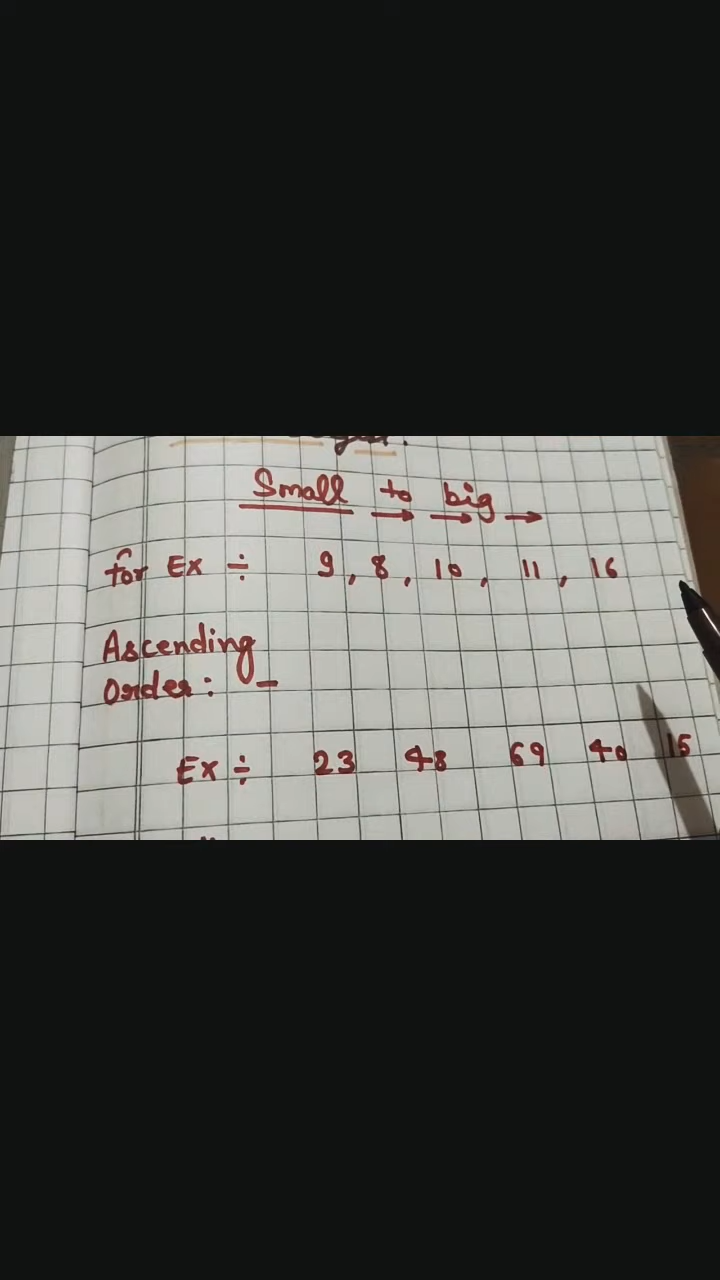 Small to big
for Ex ÷ 9, 8, 10, 11, 16
Ascending
Order: -
Ex ÷ 23 48 69 40 15